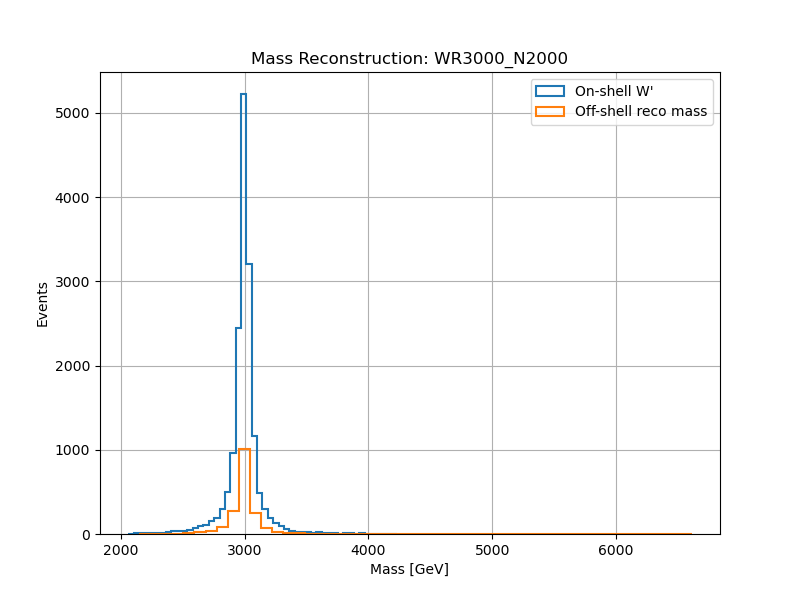 Mass Reconstruction: WR3000_N2000
On-shell W'
Off-shell reco mass
5000
4000
3000
2000
1000
0
Events
2000 3000 4000 5000 6000
Mass [GeV]